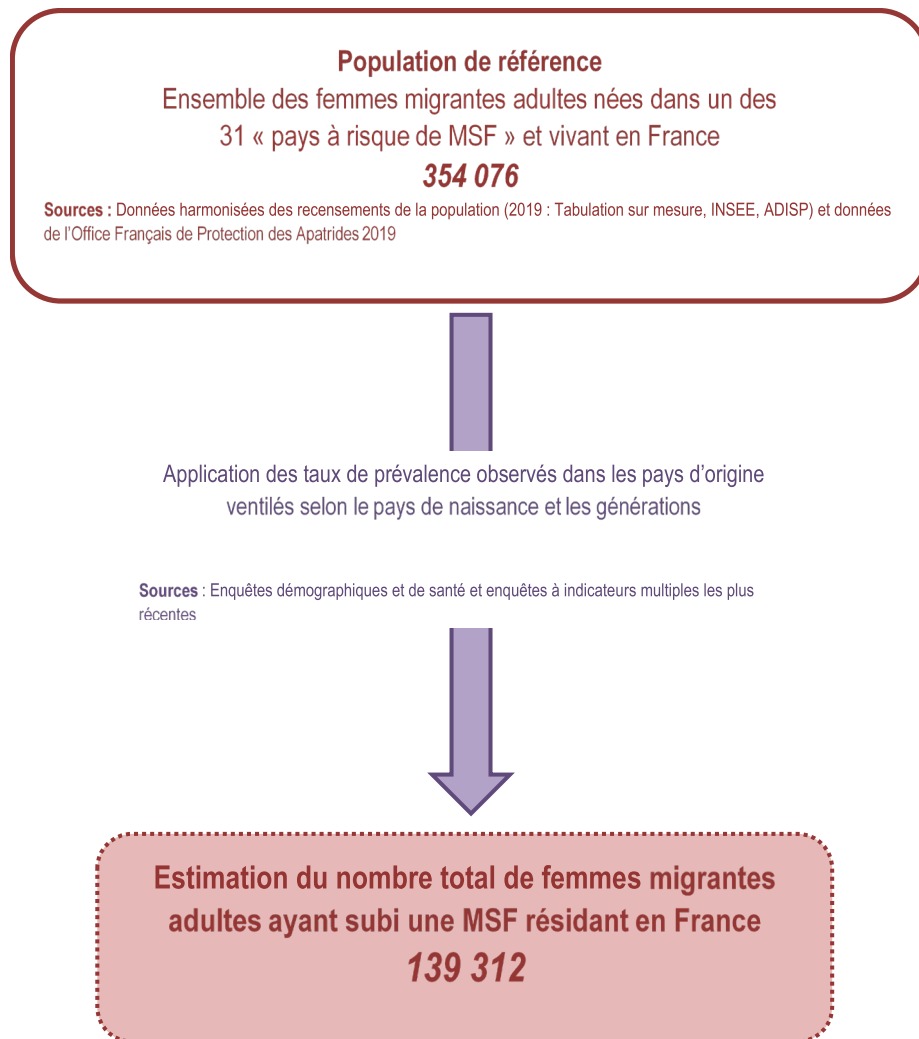 Population de référence
Ensemble des femmes migrantes adultes nées dans un des
31 « pays à risque de MSF » et vivant en France
354 076
Sources : Données harmonisées des recensements de la population (2019 : Tabulation sur mesure, INSEE, ADISP) et données
de l'Office Français de Protection des Apatrides 2019
Application des taux de prévalence observés dans les pays d'origine
ventilés selon le pays de naissance et les générations
Sources : Enquêtes démographiques et de santé et enquêtes à indicateurs multiples les plus
récentes
Estimation du nombre total de femmes migrantes
adultes ayant subi une MSF résidant en France
139 312